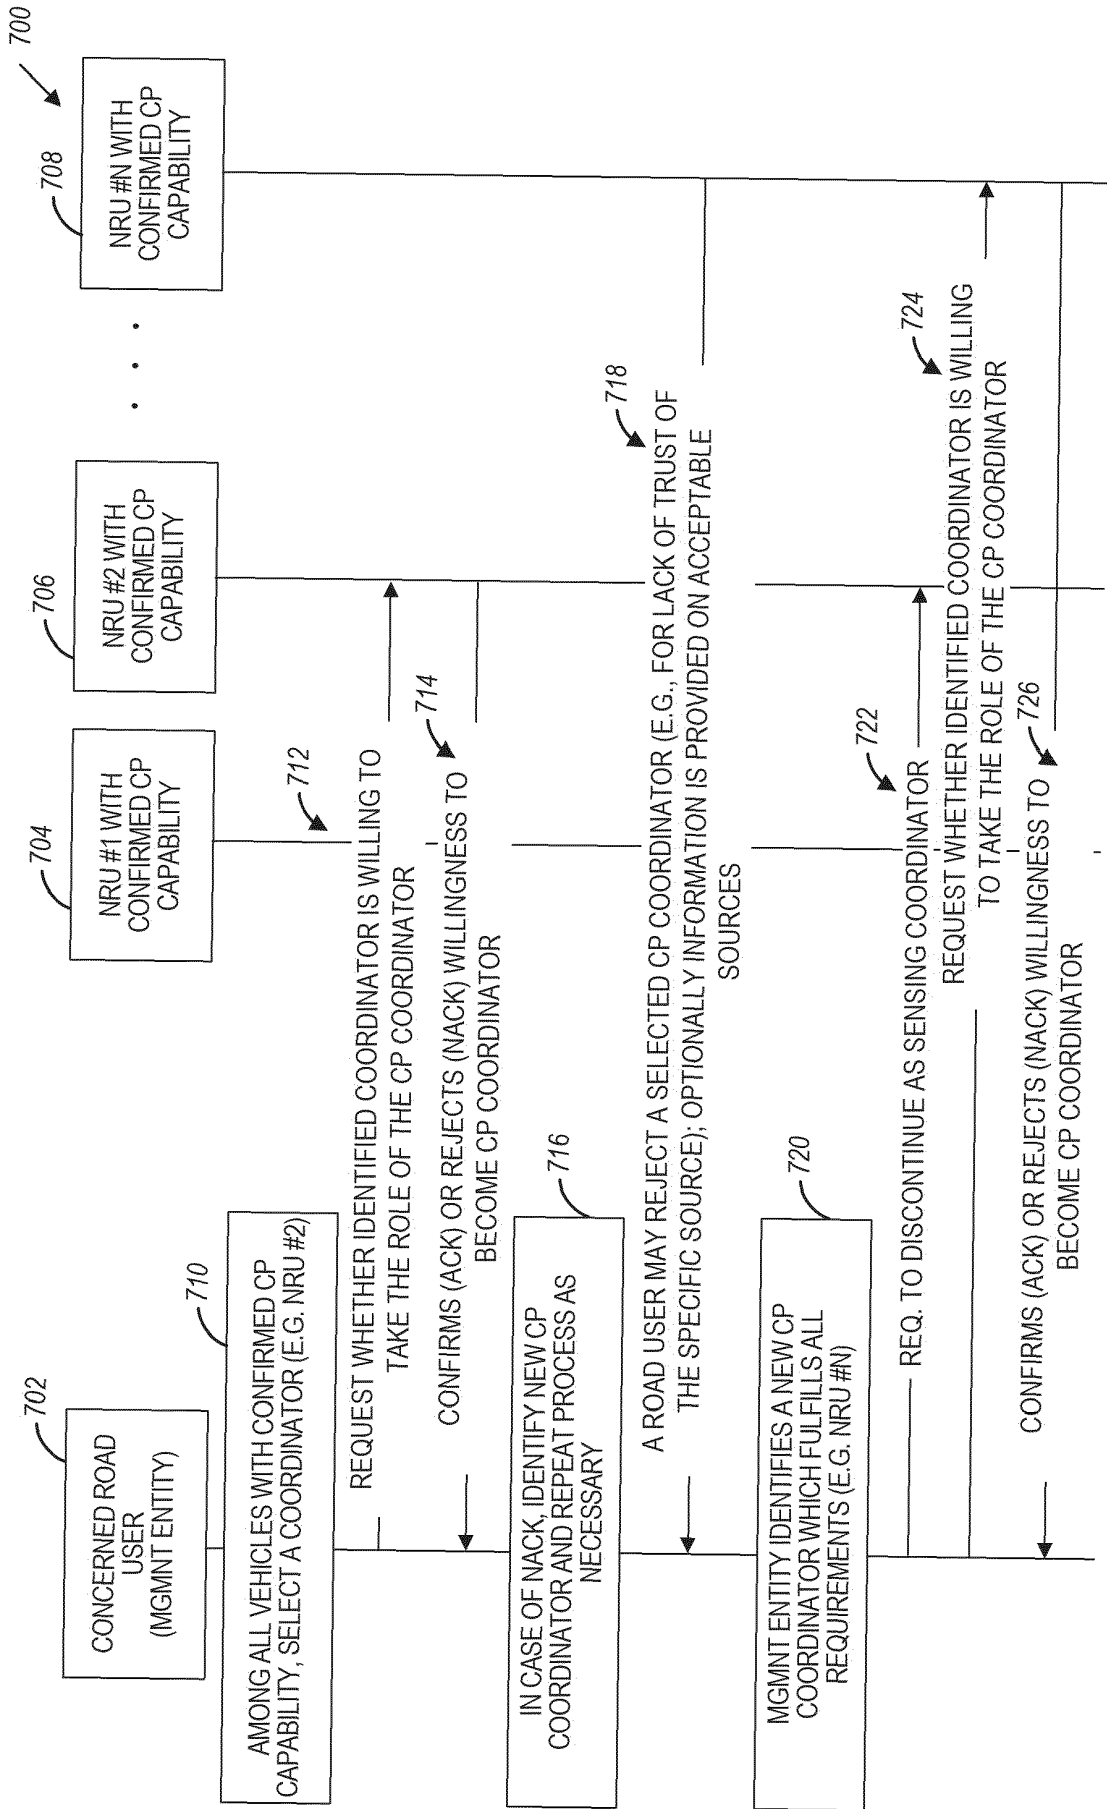 700
702
CONCERNED ROAD
USER
(MGMNT ENTITY)
704
NRU #1 WITH
CONFIRMED CP
CAPABILITY
706
NRU #2 WITH
CONFIRMED CP
CAPABILITY
708
NRU #N WITH
CONFIRMED CP
CAPABILITY
710
AMONG ALL VEHICLES WITH CONFIRMED CP
CAPABILITY, SELECT A COORDINATOR (E.G. NRU #2)
712
REQUEST WHETHER IDENTIFIED COORDINATOR IS WILLING TO
TAKE THE ROLE OF THE CP COORDINATOR
714
CONFIRMS (ACK) OR REJECTS (NACK) WILLINGNESS TO
BECOME CP COORDINATOR
716
IN CASE OF NACK, IDENTIFY NEW CP
COORDINATOR AND REPEAT PROCESS AS
NECESSARY
718
A ROAD USER MAY REJECT A SELECTED CP COORDINATOR (E.G., FOR LACK OF TRUST OF
THE SPECIFIC SOURCE); OPTIONALLY INFORMATION IS PROVIDED ON ACCEPTABLE
SOURCES
720
MGMNT ENTITY IDENTIFIES A NEW CP
COORDINATOR WHICH FULFILLS ALL
REQUIREMENTS (E.G. NRU #N)
722
REQ. TO DISCONTINUE AS SENSING COORDINATOR
724
REQUEST WHETHER IDENTIFIED COORDINATOR IS WILLING
TO TAKE THE ROLE OF THE CP COORDINATOR
726
CONFIRMS (ACK) OR REJECTS (NACK) WILLINGNESS TO
BECOME CP COORDINATOR